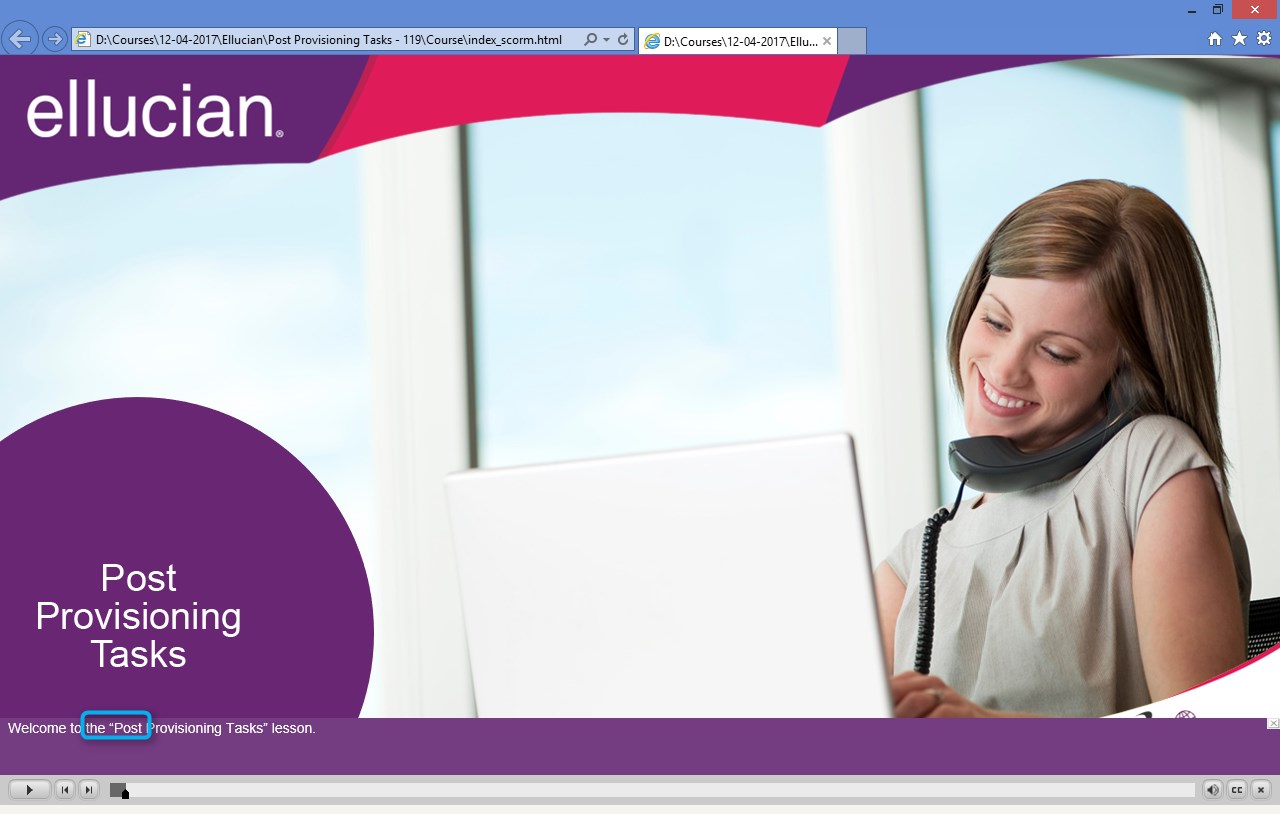 D:\Courses\12-04-2017\Ellucian\Post Provisioning Tasks - 119\Course\index_scorm.html
D:\Courses\12-04-2017\Ellu...
ellucian®
Post
Provisioning
Tasks
Welcome to the “Post Provisioning Tasks” lesson.
CC